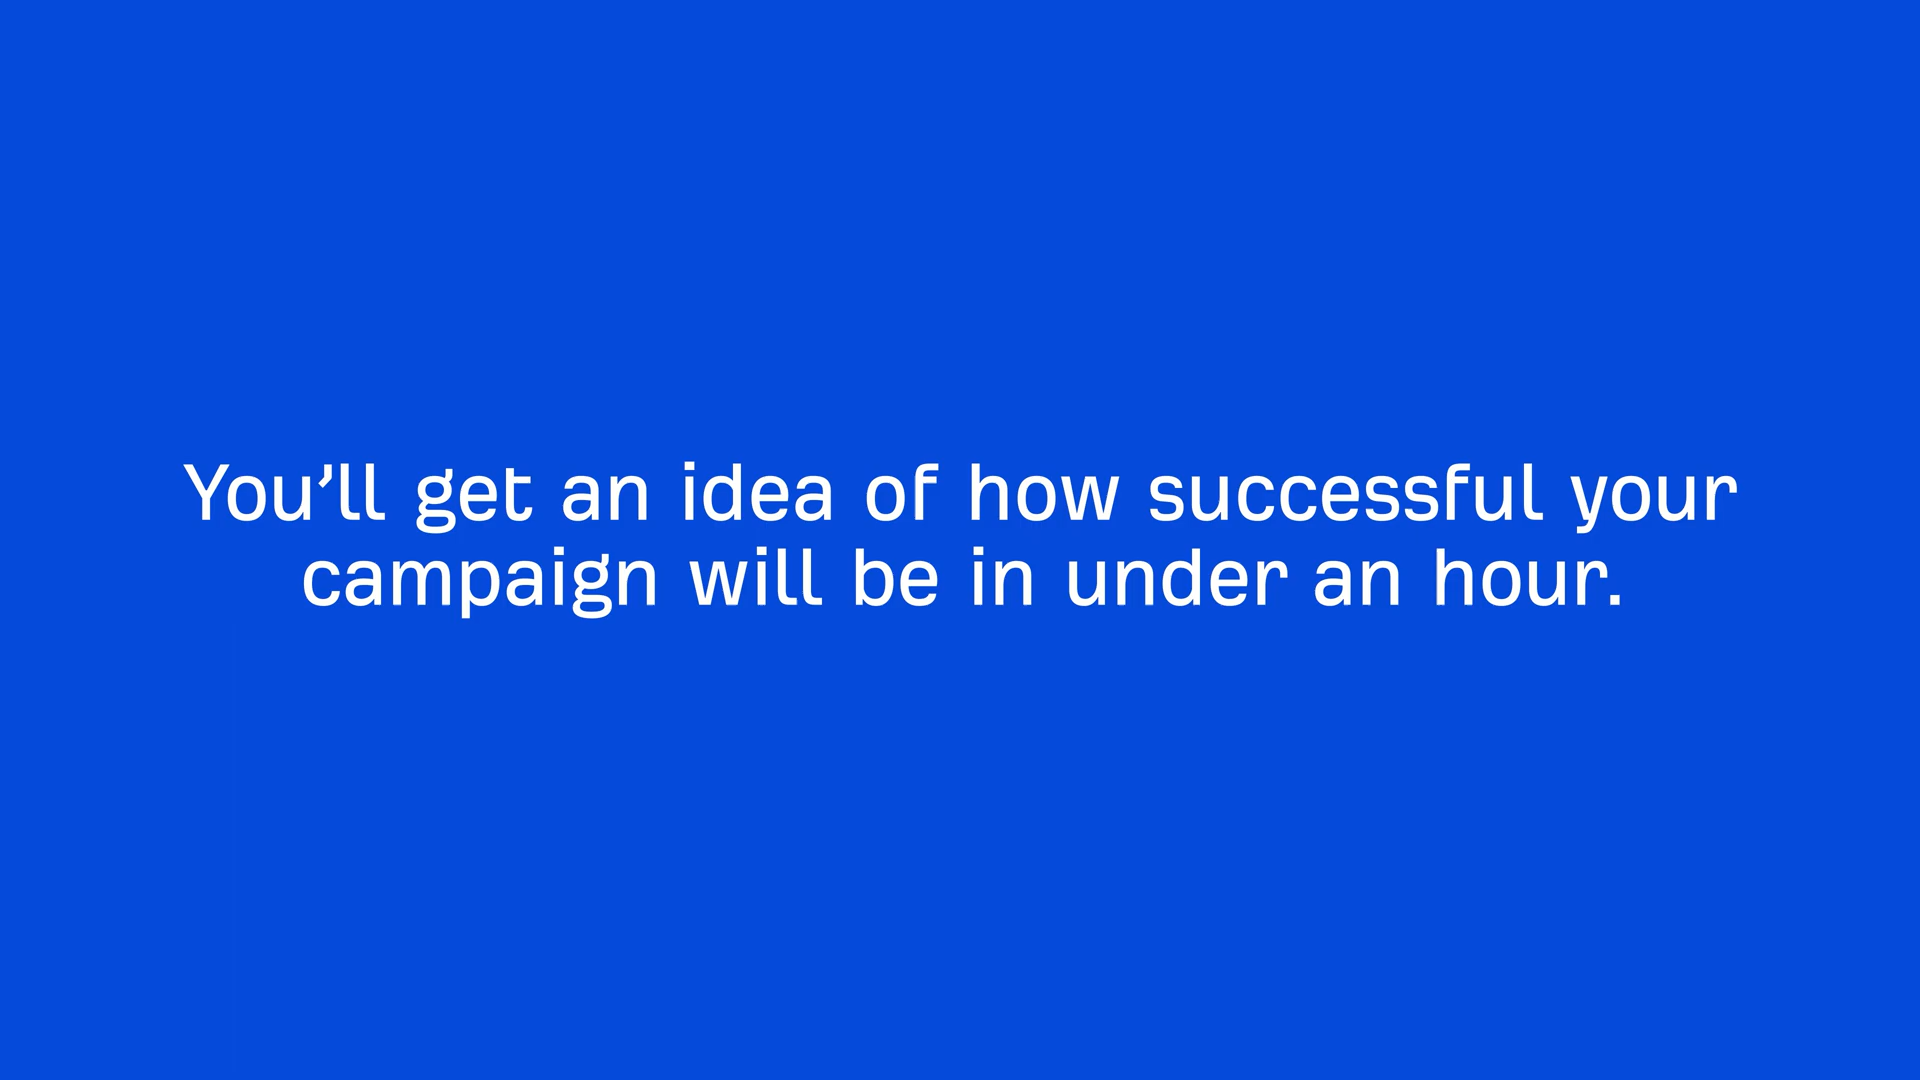 You’ll get an idea of how successful your
campaign will be in under an hour.